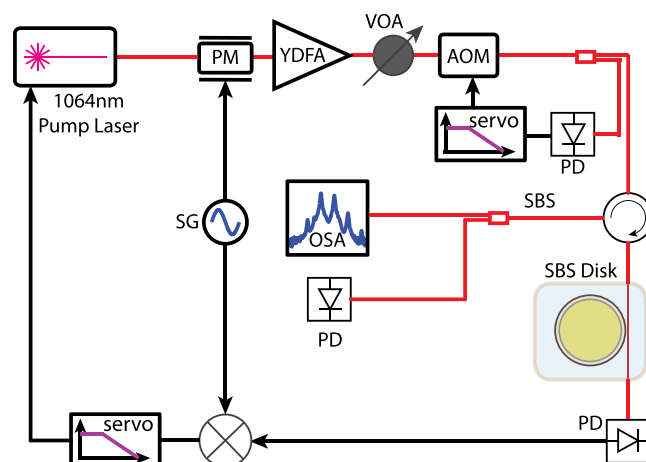 VOA
PM
YDFA
AOM
1064nm
Pump Laser
servo
PD
SG
OSA
SBS
SBS Disk
PD
PD
servo